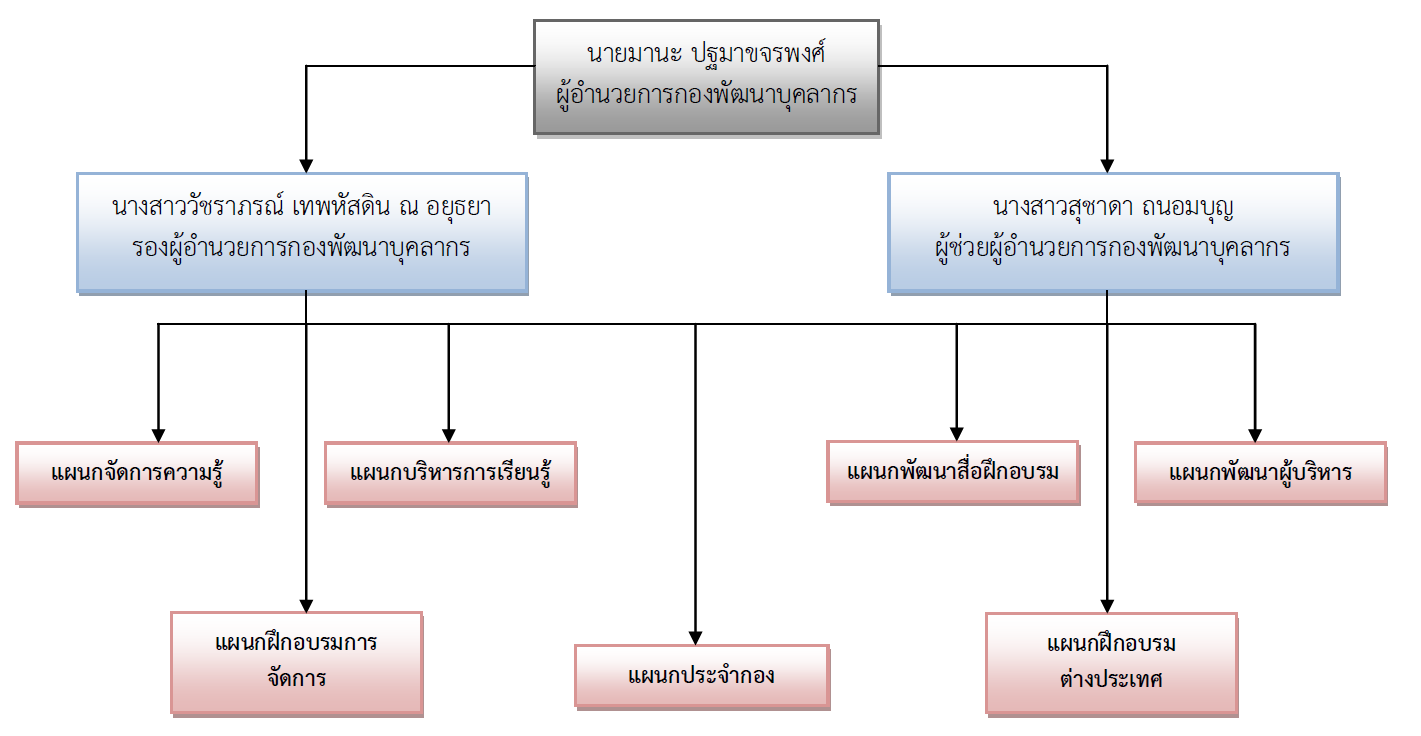 นายมานะ ปฐมาขจรพงศ์
ผู้อำนวยการกองพัฒนาบุคลากร
นางสาววัชราภรณ์ เทพหัสดิน ณ อยุธยา
รองผู้อำนวยการกองพัฒนาบุคลากร
นางสาวสุชาดา ถนอมบุญ
ผู้ช่วยผู้อำนวยการกองพัฒนาบุคลากร
แผนกจัดการความรู้
แผนกบริหารการเรียนรู้
แผนกพัฒนาสื่อฝึกอบรม
แผนกพัฒนาผู้บริหาร
แผนกฝึกอบรมการ
จัดการ
แผนกประจำกอง
แผนกฝึกอบรม
ต่างประเทศ